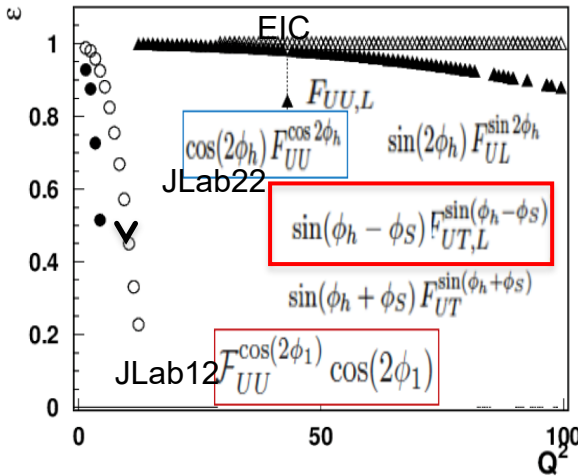 ε
1
EIC
F_{UU,L}
cos(2φ_h) F_{UU}^{cos 2φ_h}
sin(2φ_h) F_{UL}^{sin 2φ_h}
0.8
JLab22
0.6
sin(φ_h − φ_S) F_{UT,L}^{sin(φ_h−φ_S)}
0.4
sin(φ_h + φ_S) F_{UT}^{sin(φ_h+φ_S)}
0.2
JLab12
F_{UU}^{cos(2φ_1)} cos(2φ_1)
0
0 50 100
Q²